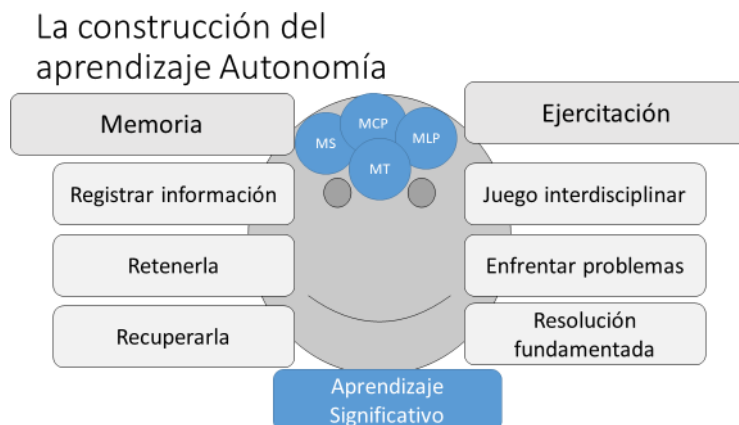 La construcción del
aprendizaje Autonomía
Memoria
Registrar información
Retenerla
Recuperarla
MS
MCP
MLP
MT
Ejercitación
Juego interdisciplinar
Enfrentar problemas
Resolución
fundamentada
Aprendizaje
Significativo